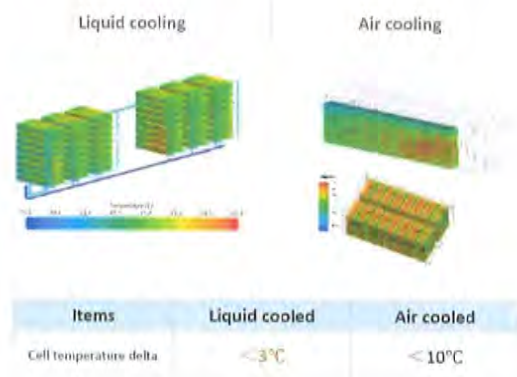 Liquid cooling
Air cooling
Items Liquid cooled Air cooled
Cell temperature delta <3℃ <10℃